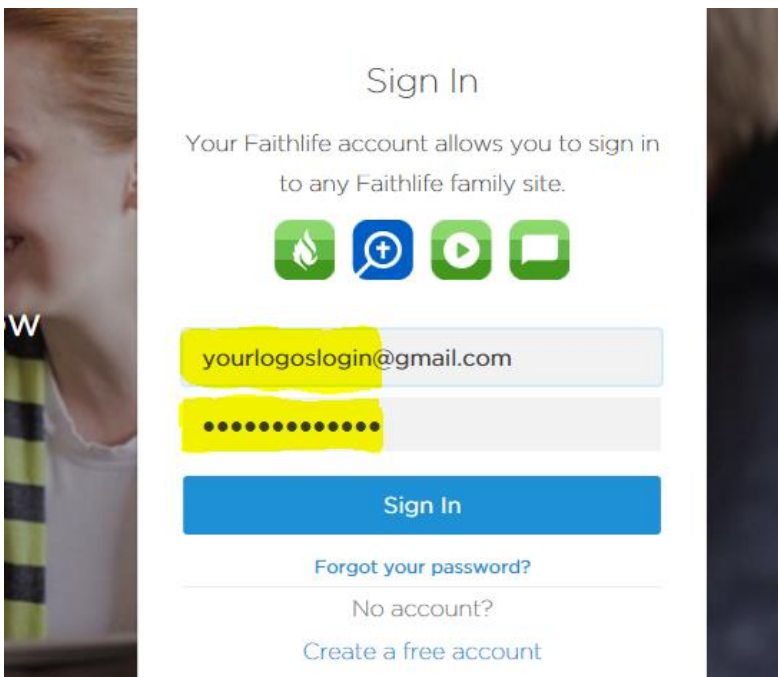 Sign In
Your Faithlife account allows you to sign in
to any Faithlife family site.
ow
yourlogoslogin@gmail.com
•••••••••••••
Sign In
Forgot your password?
No account?
Create a free account